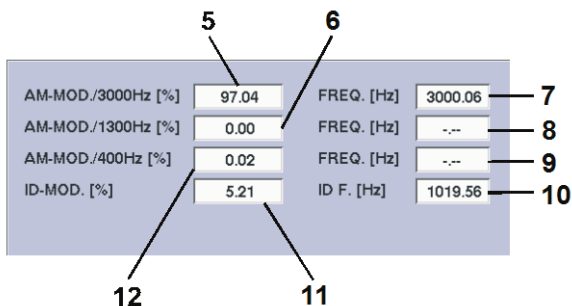 5 6
AM-MOD./3000Hz [%] 97.04 FREQ. [Hz] 3000.06 7
AM-MOD./1300Hz [%] 0.00 FREQ. [Hz] -.-- 8
AM-MOD./400Hz [%] 0.02 FREQ. [Hz] -.-- 9
ID-MOD. [%] 5.21 ID F. [Hz] 1019.56 10
12 11